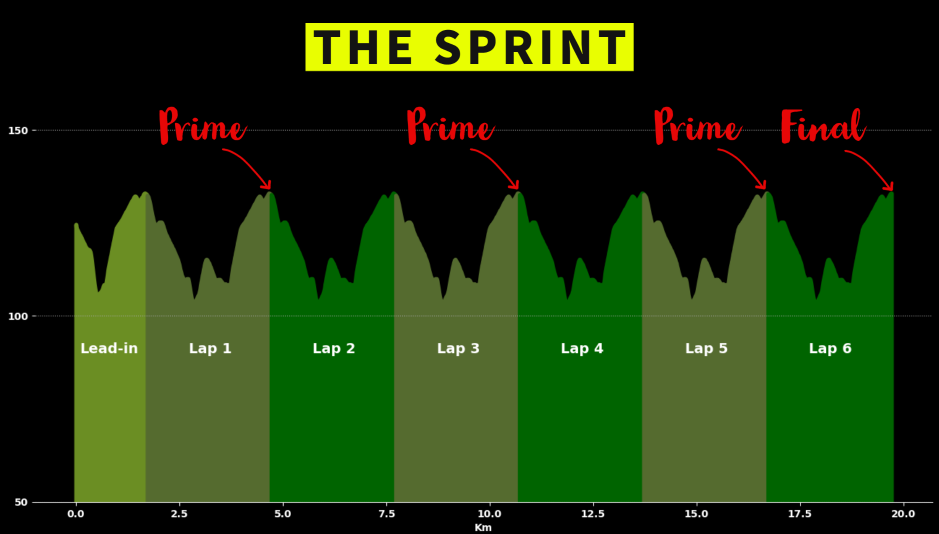 THE SPRINT
Prime Prime Prime Final
150
100
Lead-in Lap 1 Lap 2 Lap 3 Lap 4 Lap 5 Lap 6
50
0.0 2.5 5.0 7.5 10.0 12.5 15.0 17.5 20.0
Km